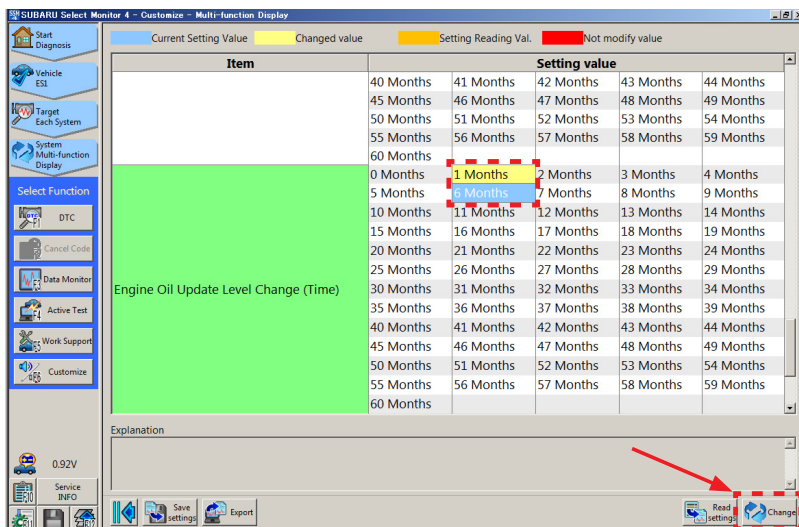 SUBARU Select Monitor 4 - Customize - Multi-function Display
Start
Diagnosis
Current Setting Value
Changed value
Setting Reading Val.
Not modify value
Vehicle
ES1
Target
Each System
System
Multi-function
Display
Select Function
DTC
F1
DTC
Cancel Code
F3
Data Monitor
F4
Active Test
F5
Work Support
F6
Customize
0.92V
F10
Service
INFO
F12
Item
Setting value
40 Months 41 Months 42 Months 43 Months 44 Months
45 Months 46 Months 47 Months 48 Months 49 Months
50 Months 51 Months 52 Months 53 Months 54 Months
55 Months 56 Months 57 Months 58 Months 59 Months
60 Months
Engine Oil Update Level Change (Time)
0 Months 1 Months 2 Months 3 Months 4 Months
5 Months 6 Months 7 Months 8 Months 9 Months
10 Months 11 Months 12 Months 13 Months 14 Months
15 Months 16 Months 17 Months 18 Months 19 Months
20 Months 21 Months 22 Months 23 Months 24 Months
25 Months 26 Months 27 Months 28 Months 29 Months
30 Months 31 Months 32 Months 33 Months 34 Months
35 Months 36 Months 37 Months 38 Months 39 Months
40 Months 41 Months 42 Months 43 Months 44 Months
45 Months 46 Months 47 Months 48 Months 49 Months
50 Months 51 Months 52 Months 53 Months 54 Months
55 Months 56 Months 57 Months 58 Months 59 Months
60 Months
Explanation
Save
settings
Export
Read
settings
Change